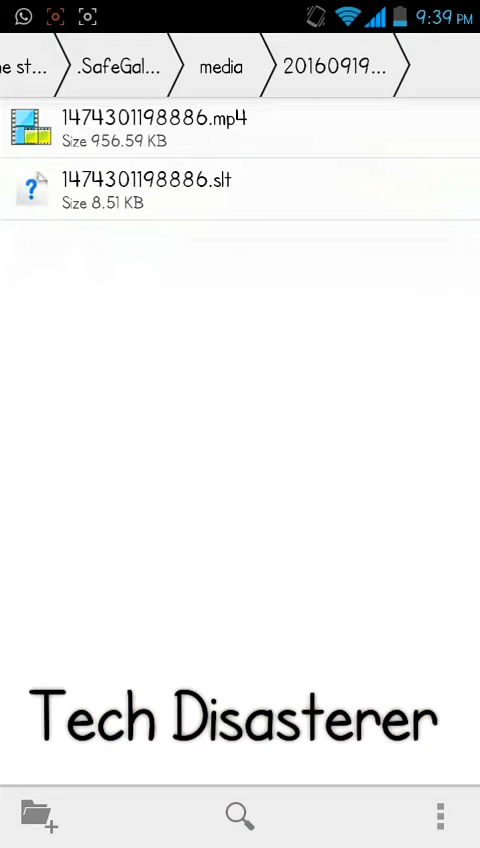 9:39 PM
ne st...
.SafeGal...
media
20160919...
1474301198886.mp4
Size 956.59 KB
1474301198886.slt
Size 8.51 KB
Tech Disasterer